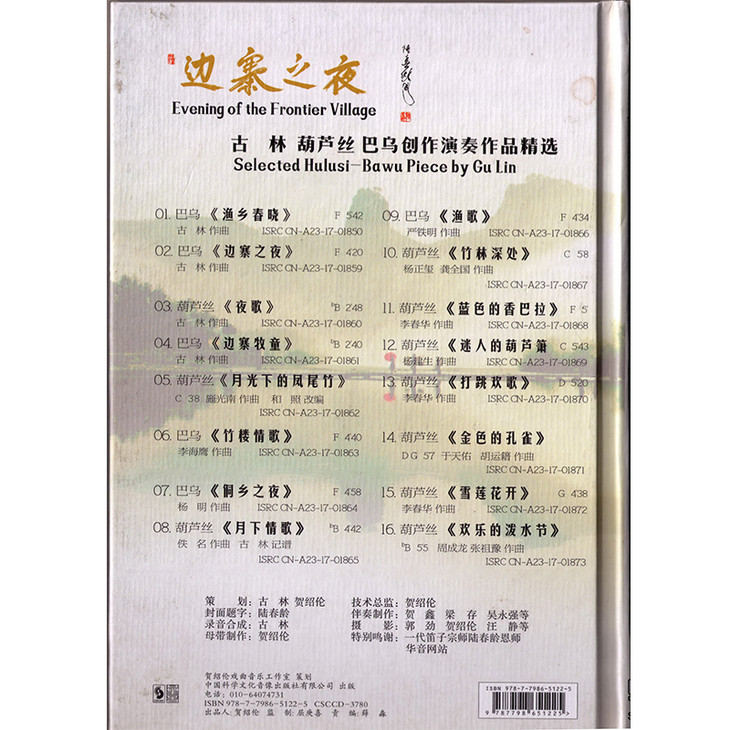 边寨之夜
Evening of the Frontier Village
古 林 葫芦丝 巴乌创作演奏作品精选
Selected Hulusi-Bawu Piece by Gu Lin
01. 巴乌 《渔乡春晓》 F 542
古 林 作曲 ISRC CN-A23-17-01850
02. 巴乌 《边寨之夜》 F 420
古 林 作曲 ISRC CN-A23-17-01859
03. 葫芦丝 《夜歌》 ᵇB 248
古 林 作曲 ISRC CN-A23-17-01860
04. 巴乌 《边寨牧童》 ᵇB 240
古 林 作曲 ISRC CN-A23-17-01861
05. 葫芦丝《月光下的凤尾竹》
C 38 施光南 作曲 和 照 改编
ISRC CN-A23-17-01862
06. 巴乌 《竹楼情歌》 F 440
李海鹰 作曲 ISRC CN-A23-17-01863
07. 巴乌 《侗乡之夜》 F 458
杨 明 作曲 ISRC CN-A23-17-01864
08. 葫芦丝 《月下情歌》 ᵇB 442
佚 名 作曲 古 林 记谱
ISRC CN-A23-17-01865
09. 巴乌 《渔歌》 F 434
严铁明 作曲 ISRC CN-A23-17-01866
10. 葫芦丝 《竹林深处》 C 58
杨正玺 龚全国 作曲
ISRC CN-A23-17-01867
11. 葫芦丝 《蓝色的香巴拉》 F 5
李春华 作曲 ISRC CN-A23-17-01868
12. 葫芦丝 《迷人的葫芦箫 C 543
杨建生 作曲 ISRC CN-A23-17-01869
13. 葫芦丝 《打跳欢歌》 D 520
李春华 作曲 ISRC CN-A23-17-01870
14. 葫芦丝 《金色的孔雀》
D G 57 于天佑 胡运籍 作曲
ISRC CN-A23-17-01871
15. 葫芦丝 《雪莲花开》 G 438
李春华 作曲 ISRC CN-A23-17-01872
16. 葫芦丝 《欢乐的泼水节》
ᵇB 55 周成龙 张祖豫 作曲
ISRC CN-A23-17-01873
策 划：古 林 贺绍伦
封面题字：陆春龄
录音合成：古 林
母带制作：贺绍伦
技术总监：贺绍伦
伴奏制作：贺 鑫 梁 存 吴永强等
摄 影：郭 劲 贺绍伦 汪 静等
特别鸣谢：一代笛子宗师陆春龄恩师
华音网站
贺绍伦戏曲音乐工作室 策划
中国科学文化音像出版社有限公司 出版
电话：010-64074731
ISBN 978-7-7986-5122-5 CSCCD-3780
出品人：贺绍伦 监 制：屈庚喜 责 编：薛 淼
ISBN 978-7-7986-5122-5
9 787798 651225 >